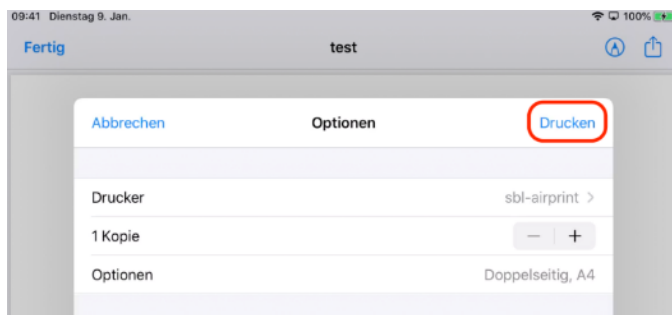 09:41 Dienstag 9. Jan. 100%
Fertig test
Abbrechen Optionen Drucken
Drucker sbl-airprint >
1 Kopie − +
Optionen Doppelseitig, A4